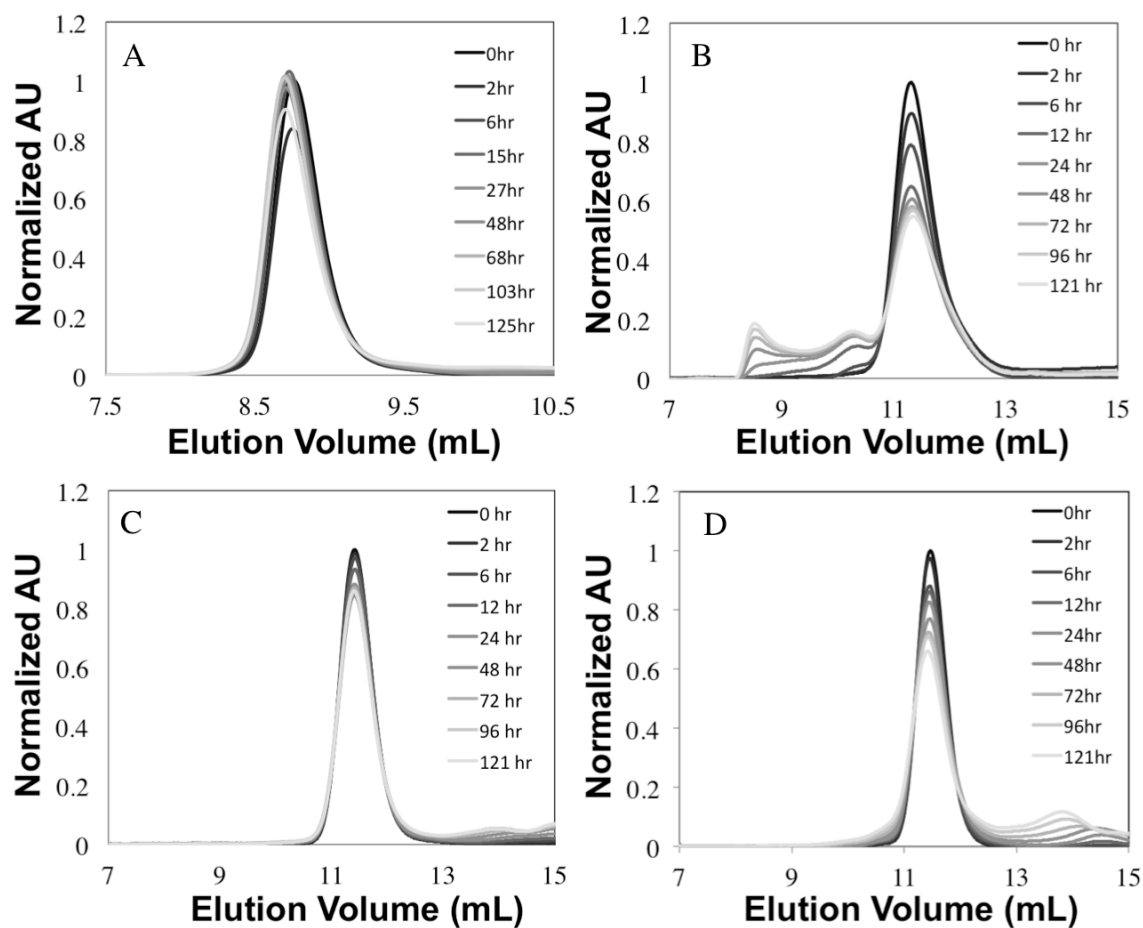 A
Normalized AU
1.2
1
0.8
0.6
0.4
0.2
0
7.5
8.5
9.5
10.5
Elution Volume (mL)
0hr
2hr
6hr
15hr
27hr
48hr
68hr
103hr
125hr
B
Normalized AU
1.2
1
0.8
0.6
0.4
0.2
0
7
9
11
13
15
Elution Volume (mL)
0 hr
2 hr
6 hr
12 hr
24 hr
48 hr
72 hr
96 hr
121 hr
C
Normalized AU
1.2
1
0.8
0.6
0.4
0.2
0
7
9
11
13
15
Elution Volume (mL)
0 hr
2 hr
6 hr
12 hr
24 hr
48 hr
72 hr
96 hr
121 hr
D
Normalized AU
1.2
1
0.8
0.6
0.4
0.2
0
7
9
11
13
15
Elution Volume (mL)
0hr
2hr
6hr
12hr
24hr
48hr
72hr
96hr
121hr